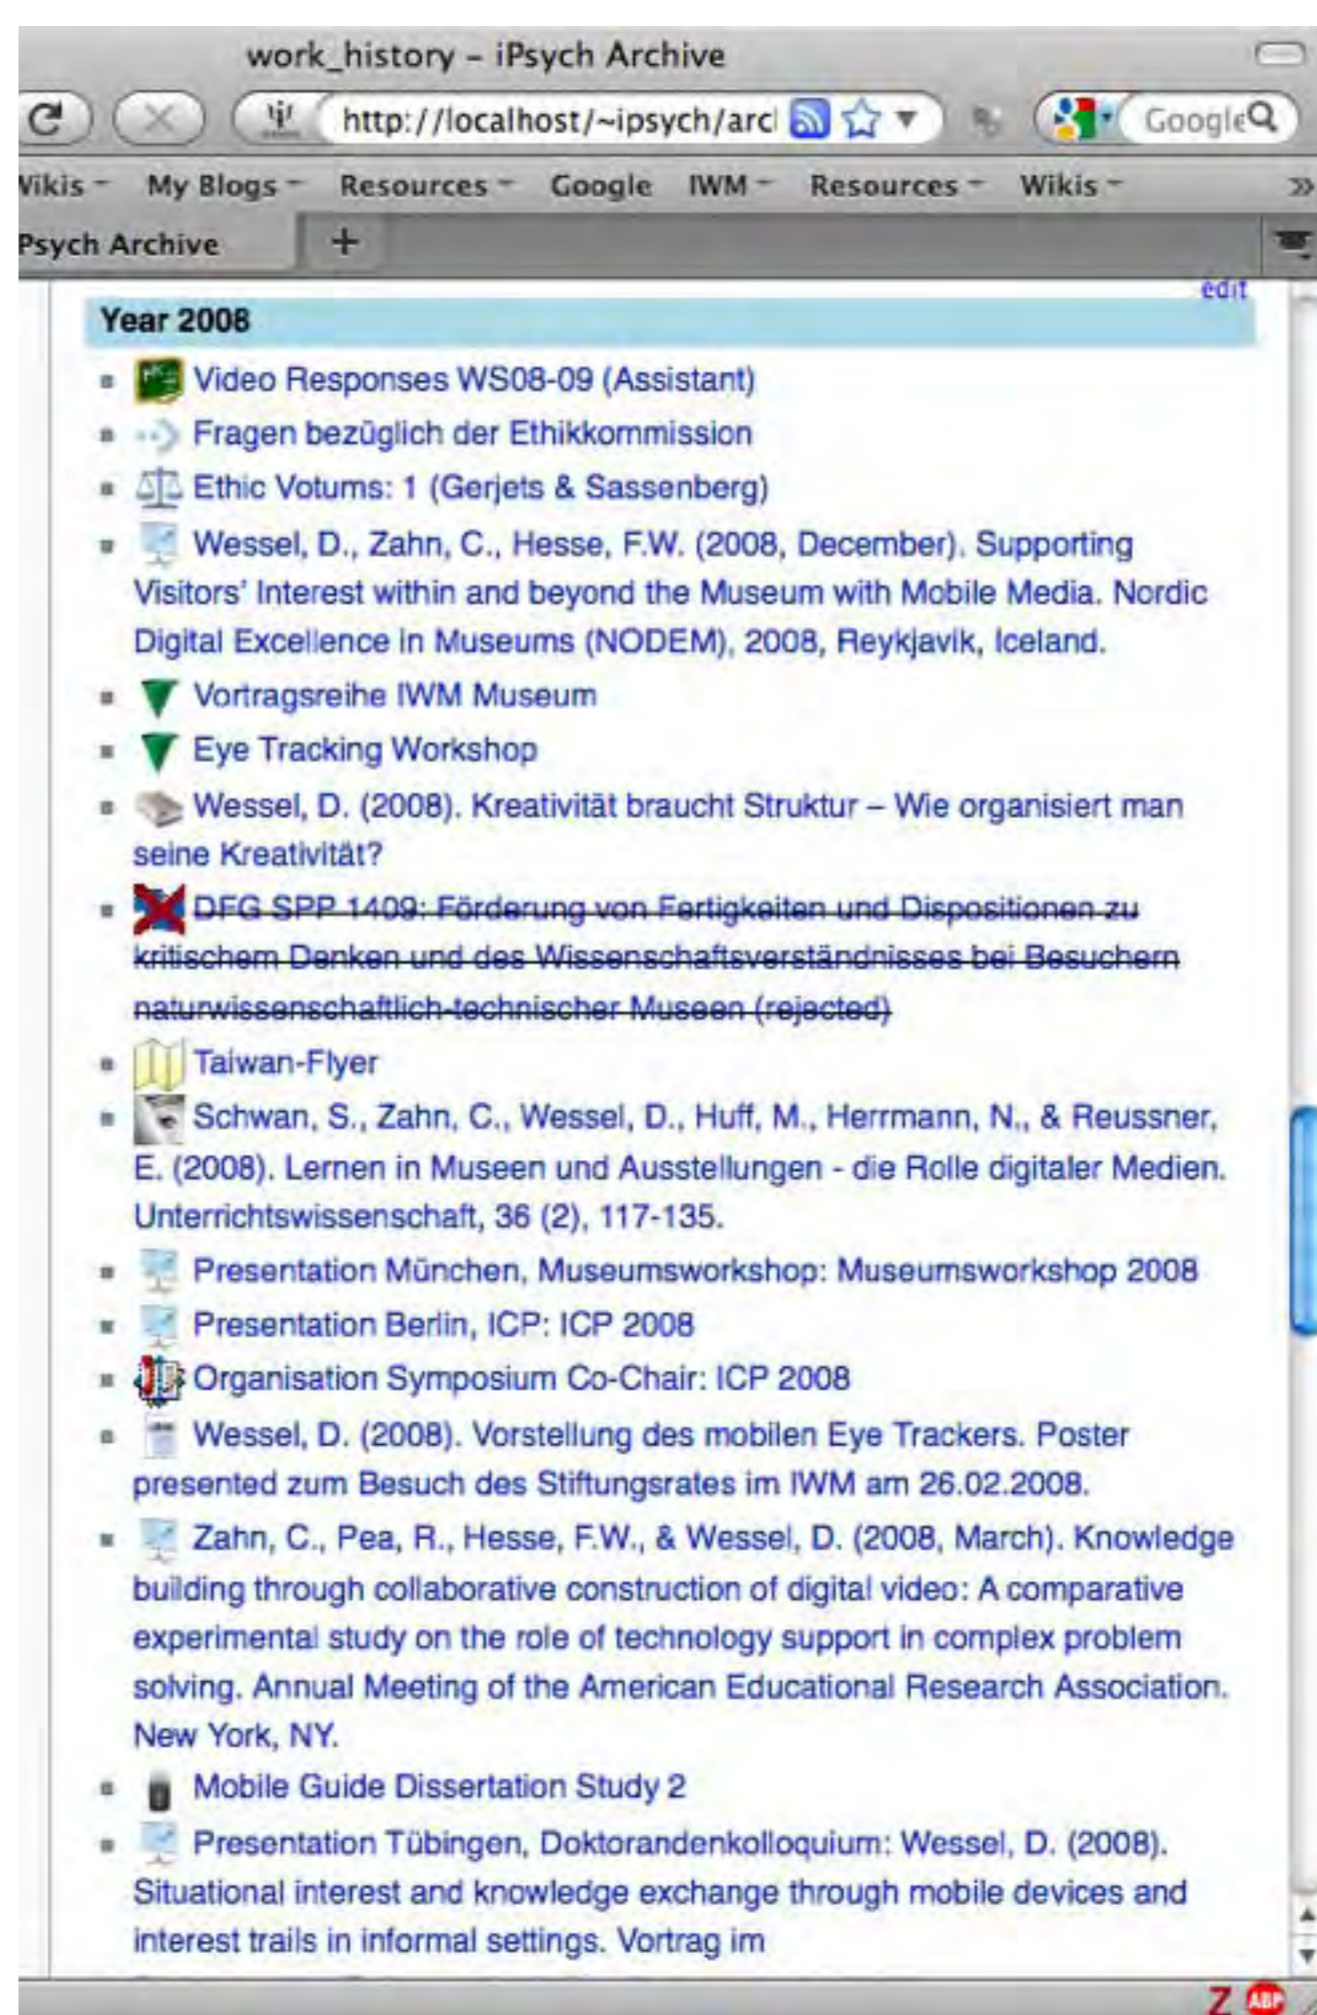 work_history – iPsych Archive
http://localhost/~ipsych/arcl
Google
Wikis My Blogs Resources Google IWM Resources Wikis »
Psych Archive +
edit
Year 2008
Video Responses WS08-09 (Assistant)
Fragen bezüglich der Ethikkommission
Ethic Votums: 1 (Gerjets & Sassenberg)
Wessel, D., Zahn, C., Hesse, F.W. (2008, December). Supporting
Visitors' Interest within and beyond the Museum with Mobile Media. Nordic
Digital Excellence in Museums (NODEM), 2008, Reykjavik, Iceland.
Vortragsreihe IWM Museum
Eye Tracking Workshop
Wessel, D. (2008). Kreativität braucht Struktur – Wie organisiert man
seine Kreativität?
DFG SPP 1409: Förderung von Fertigkeiten und Dispositionen zu
kritischem Denken und des Wissenschaftsverständnisses bei Besuchern
naturwissenschaftlich-technischer Museen (rejected)
Taiwan-Flyer
Schwan, S., Zahn, C., Wessel, D., Huff, M., Herrmann, N., & Reussner,
E. (2008). Lernen in Museen und Ausstellungen - die Rolle digitaler Medien.
Unterrichtswissenschaft, 36 (2), 117-135.
Presentation München, Museumsworkshop: Museumsworkshop 2008
Presentation Berlin, ICP: ICP 2008
Organisation Symposium Co-Chair: ICP 2008
Wessel, D. (2008). Vorstellung des mobilen Eye Trackers. Poster
presented zum Besuch des Stiftungsrates im IWM am 26.02.2008.
Zahn, C., Pea, R., Hesse, F.W., & Wessel, D. (2008, March). Knowledge
building through collaborative construction of digital video: A comparative
experimental study on the role of technology support in complex problem
solving. Annual Meeting of the American Educational Research Association.
New York, NY.
Mobile Guide Dissertation Study 2
Presentation Tübingen, Doktorandenkolloquium: Wessel, D. (2008).
Situational interest and knowledge exchange through mobile devices and
interest trails in informal settings. Vortrag im
Z ABP